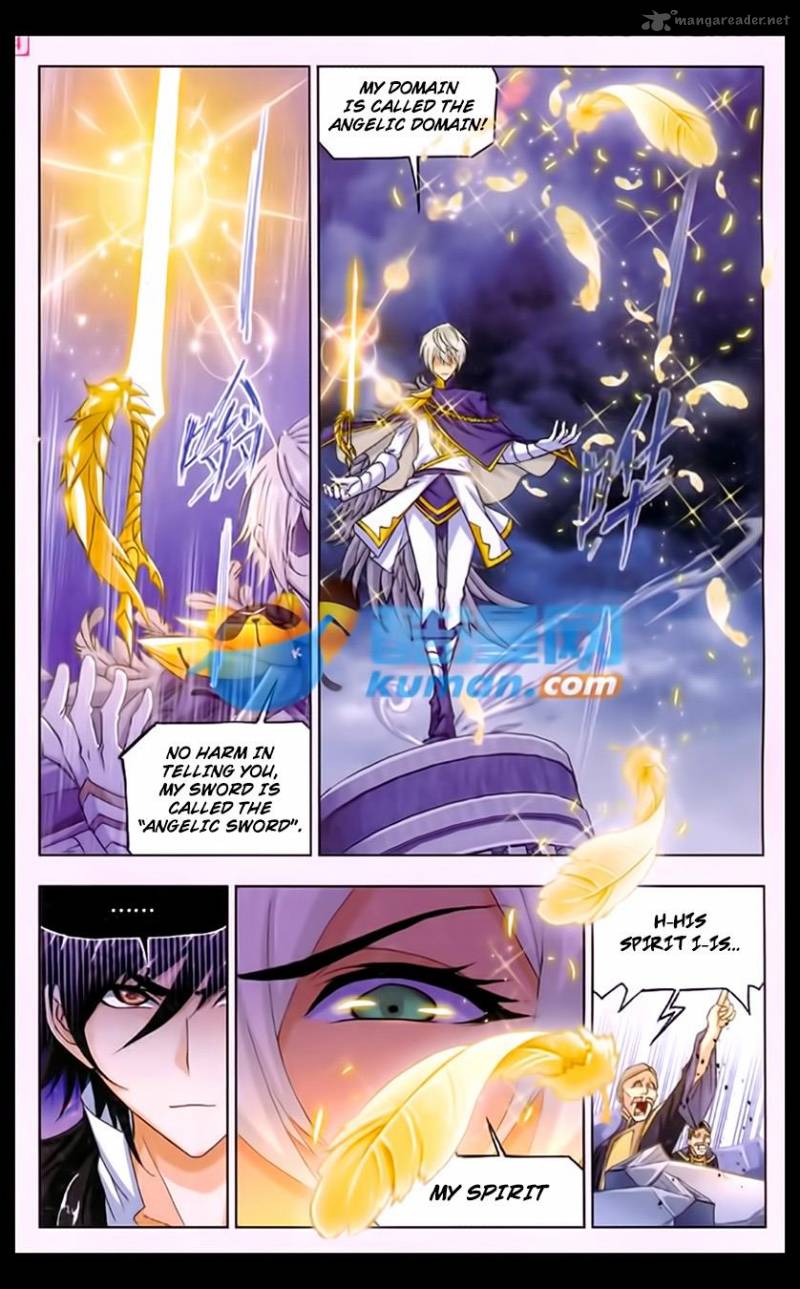 mangareader.net
MY DOMAIN
IS CALLED THE
ANGELIC DOMAIN!
NO HARM IN
TELLING YOU,
MY SWORD IS
CALLED THE
"ANGELIC SWORD".
kuman.com
......
MY SPIRIT
H-HIS
SPIRIT I-IS...